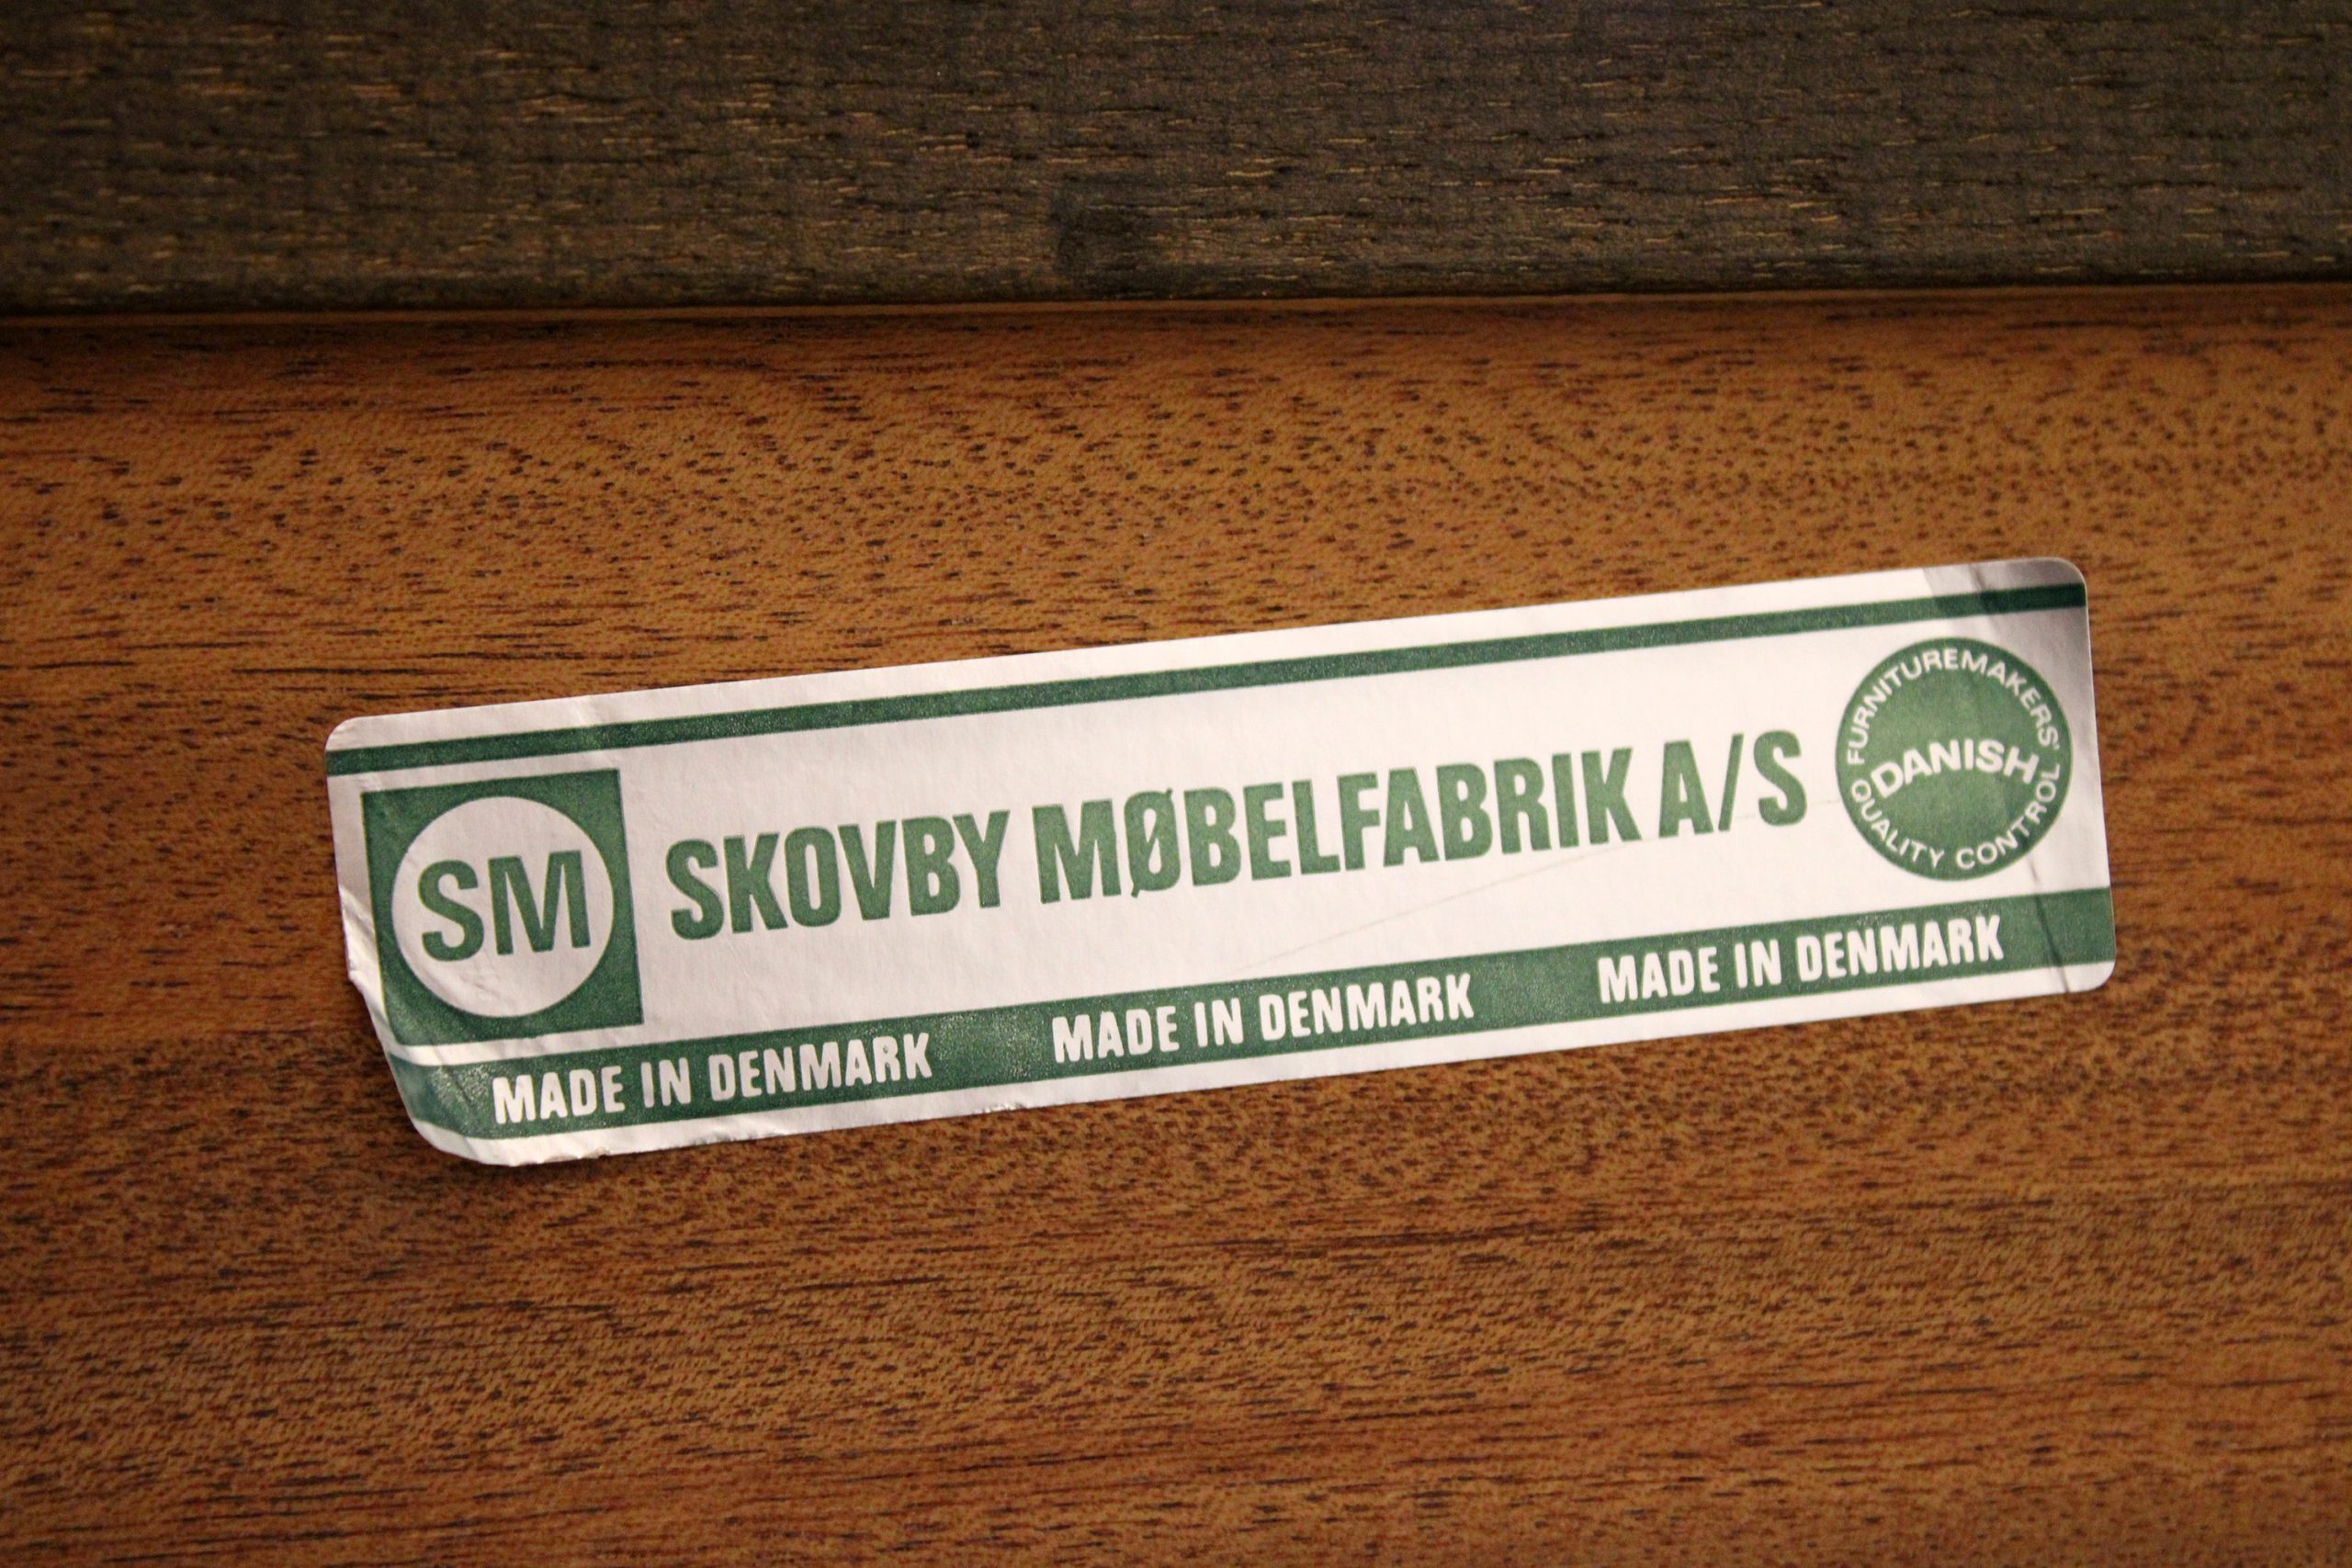 SM
SKOVBY MØBELFABRIK A/S
FURNITUREMAKERS'
DANISH
QUALITY CONTROL
MADE IN DENMARK MADE IN DENMARK MADE IN DENMARK